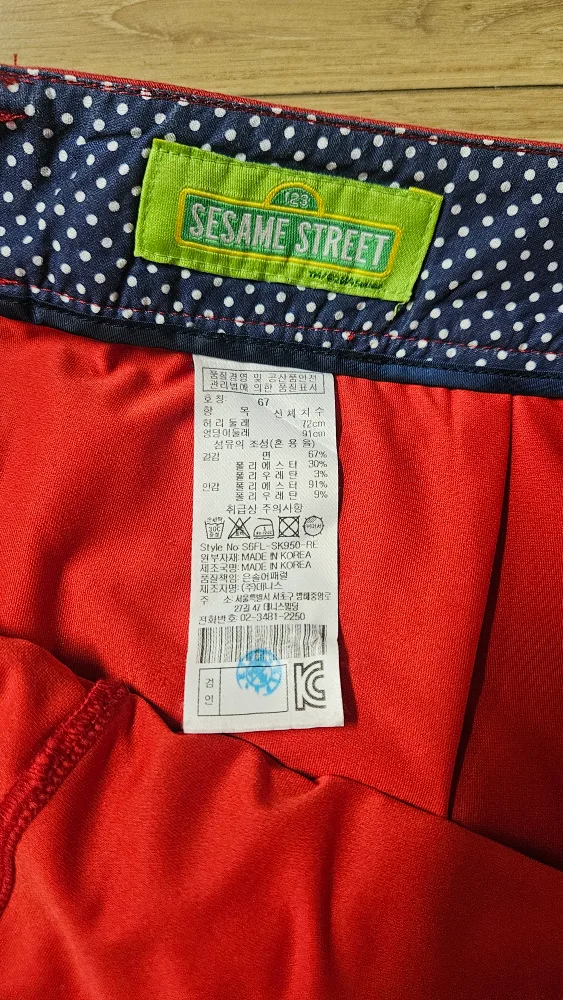 123
SESAME STREET
품질경영 및 공산품안전
관리법에 의한 품질표시
호칭: 67
항 목 신체치수
허리둘레 72cm
엉덩이둘레 91cm
섬유의 조성(혼용율)
겉감 면 67%
폴리에스터 30%
폴리우레탄 3%
안감 폴리에스터 91%
폴리우레탄 9%
취급상 주의사항
Style No S6FL-SK950-RE
원부자재: MADE IN KOREA
제조국명: MADE IN KOREA
품질책임: 은솔어패럴
제조자명: (주)데니스
주 소: 서울특별시 서초구 방배중앙로
27길 47 데니스빌딩
전화번호: 02-3481-2250
검인